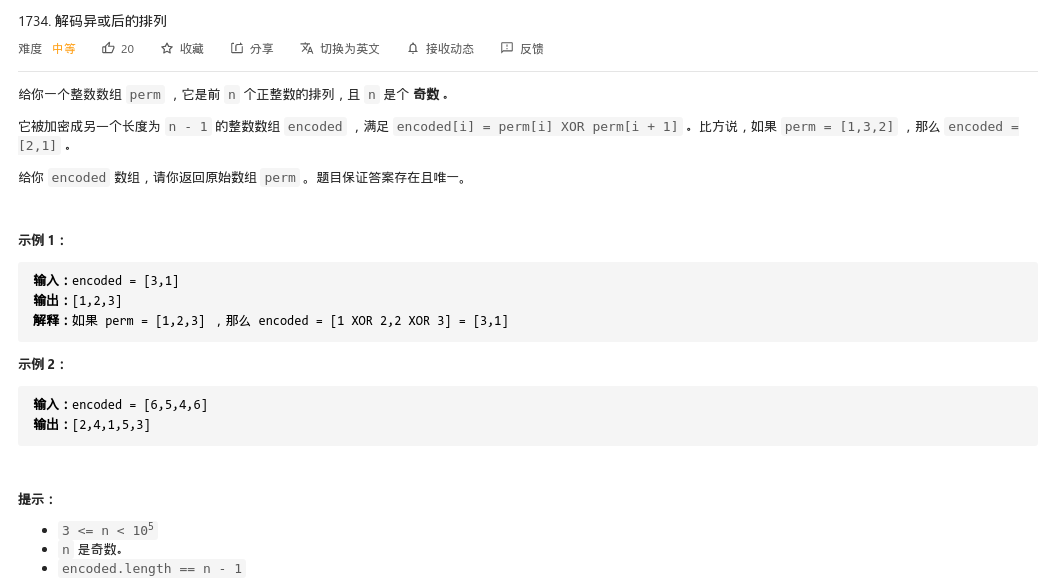 1734. 解码异或后的排列
难度 中等 20 收藏 分享 切换为英文 接收动态 反馈
给你一个整数数组 perm ，它是前 n 个正整数的排列，且 n 是个 奇数 。
它被加密成另一个长度为 n - 1 的整数数组 encoded ，满足 encoded[i] = perm[i] XOR perm[i + 1] 。比方说，如果 perm = [1,3,2] ，那么 encoded =
[2,1] 。
给你 encoded 数组，请你返回原始数组 perm 。题目保证答案存在且唯一。
示例 1：
输入：encoded = [3,1]
输出：[1,2,3]
解释：如果 perm = [1,2,3] ，那么 encoded = [1 XOR 2,2 XOR 3] = [3,1]
示例 2：
输入：encoded = [6,5,4,6]
输出：[2,4,1,5,3]
提示：
• 3 <= n < 10⁵
• n 是奇数。
• encoded.length == n - 1